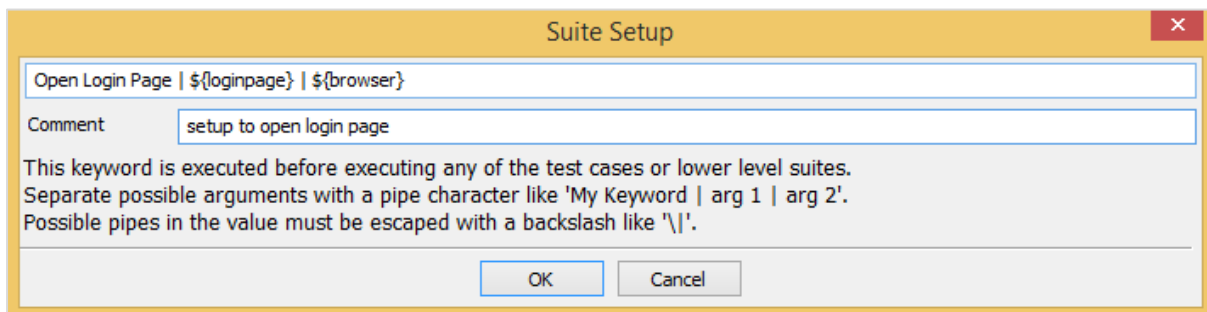 Suite Setup
Open Login Page | ${loginpage} | ${browser}
Comment setup to open login page
This keyword is executed before executing any of the test cases or lower level suites.
Separate possible arguments with a pipe character like 'My Keyword | arg 1 | arg 2'.
Possible pipes in the value must be escaped with a backslash like '\|'.
OK Cancel